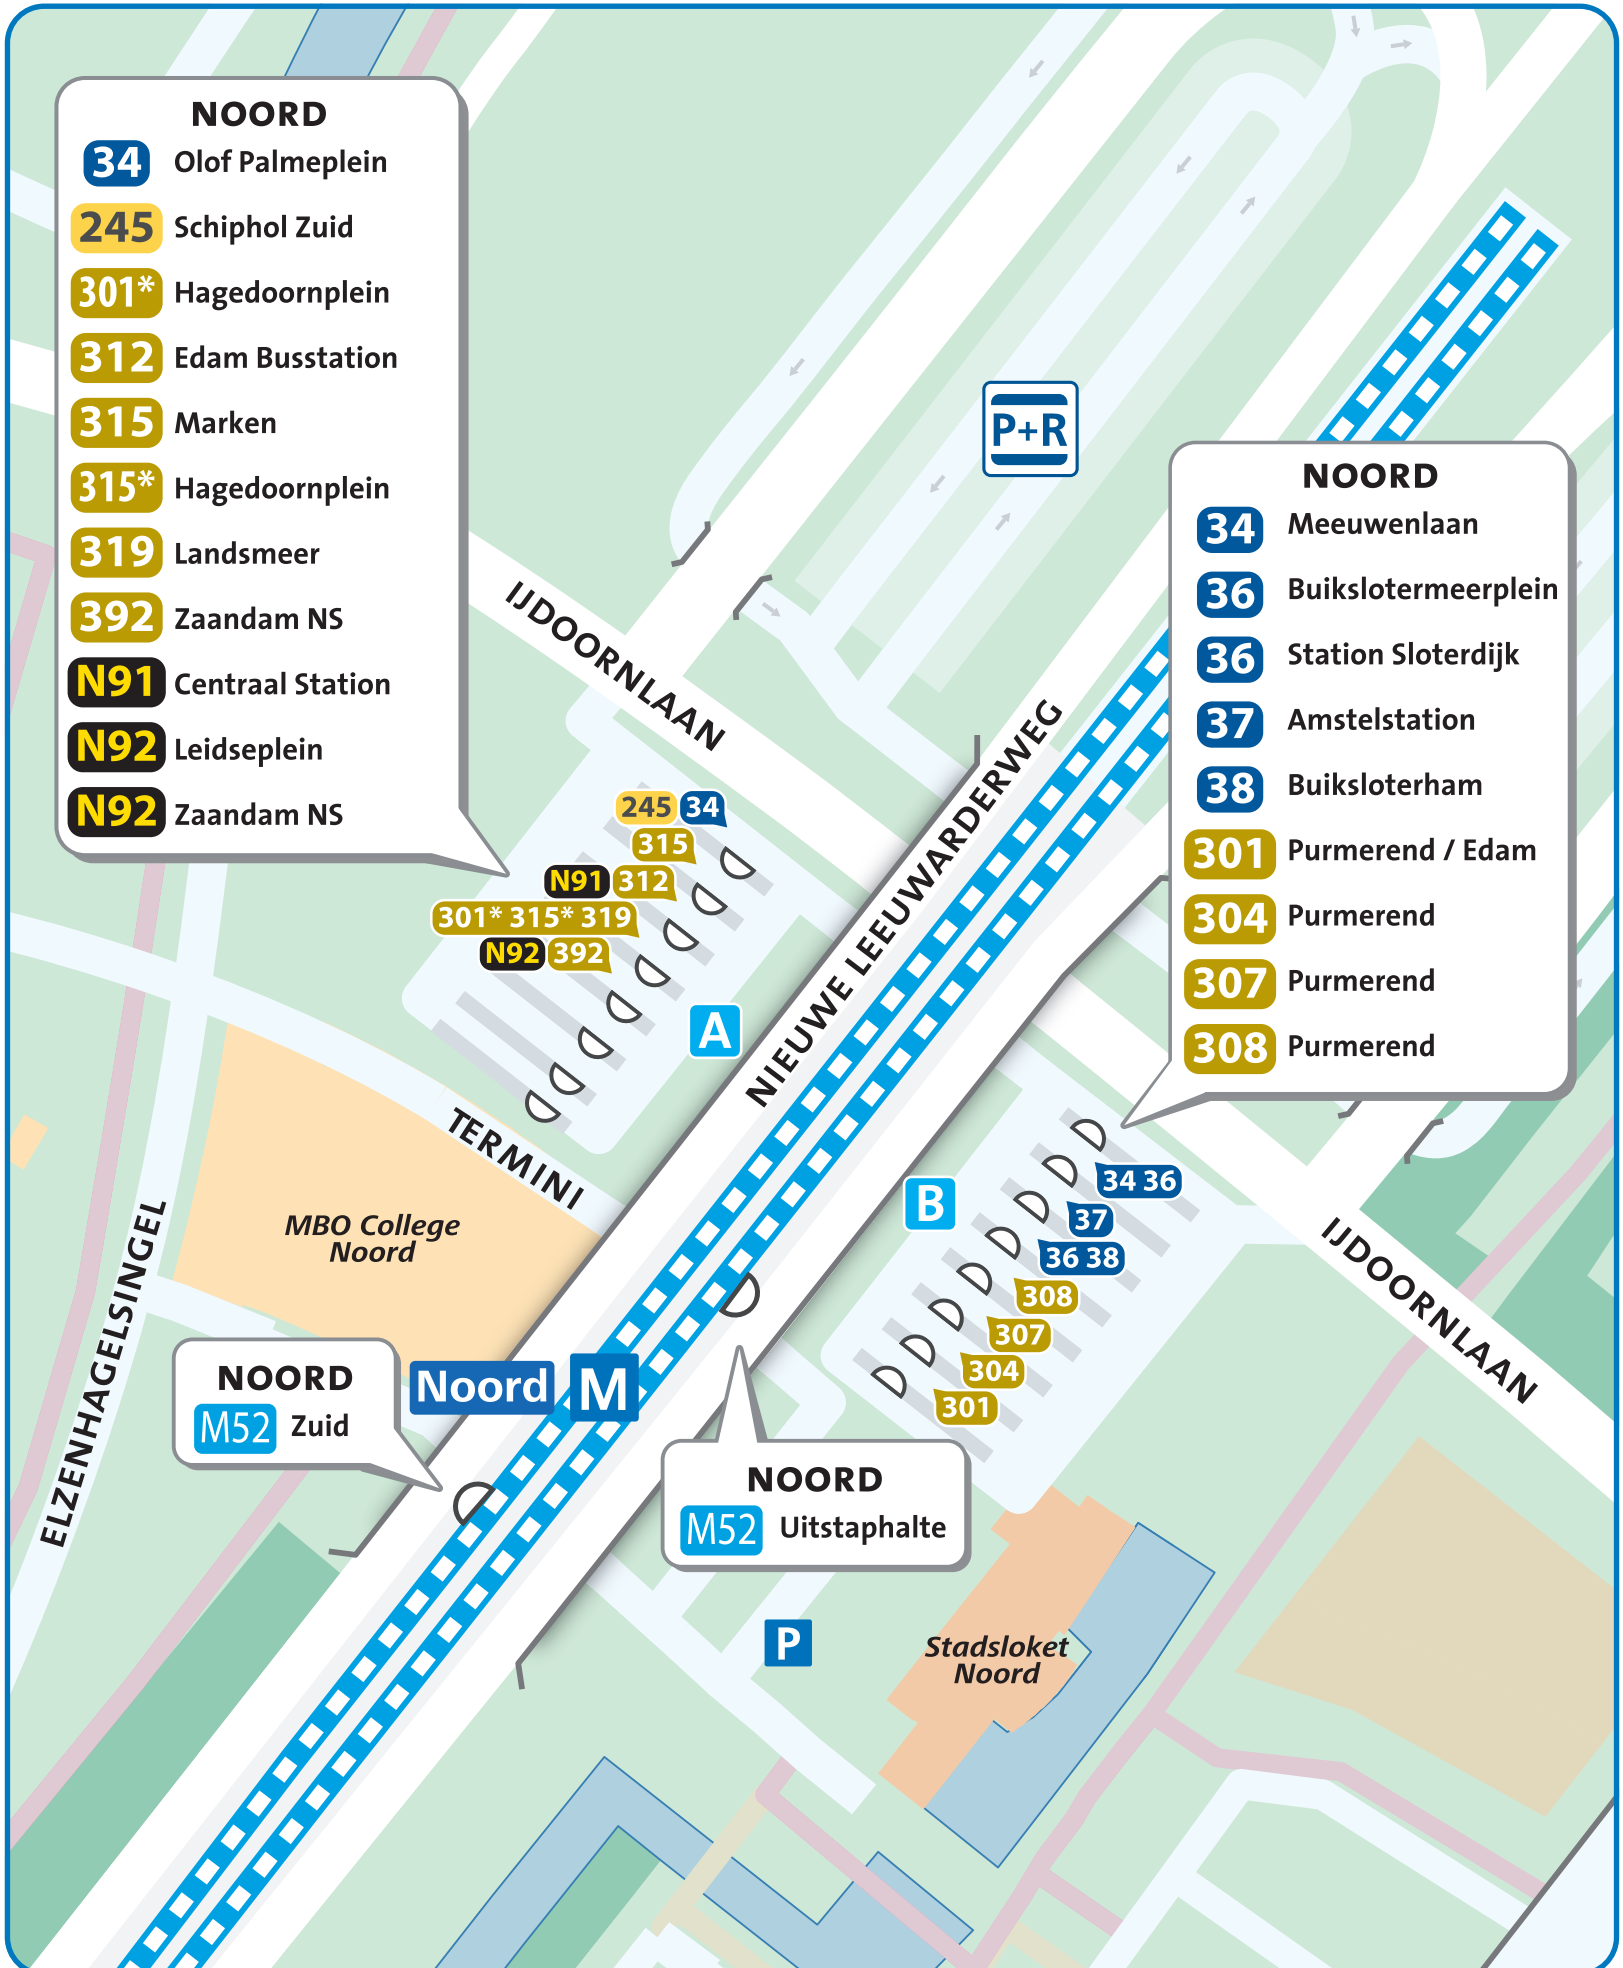 NOORD
34 Olof Palmeplein
245 Schiphol Zuid
301* Hagedoornplein
312 Edam Busstation
315 Marken
315* Hagedoornplein
319 Landsmeer
392 Zaandam NS
N91 Centraal Station
N92 Leidseplein
N92 Zaandam NS
P+R
NOORD
34 Meeuwenlaan
36 Buikslotermeerplein
36 Station Sloterdijk
37 Amstelstation
38 Buiksloterham
301 Purmerend / Edam
304 Purmerend
307 Purmerend
308 Purmerend
IJDOORNLAAN
NIEUWE LEEUWARDERWEG
245 34
315
N91 312
301* 315* 319
N92 392
A
TERMINI
B
34 36
37
36 38
308
307
304
301
IJDOORNLAAN
MBO College
Noord
ELZENHAGELSINGEL
NOORD
M52 Zuid
Noord M
NOORD
M52 Uitstaphalte
P
Stadsloket
Noord